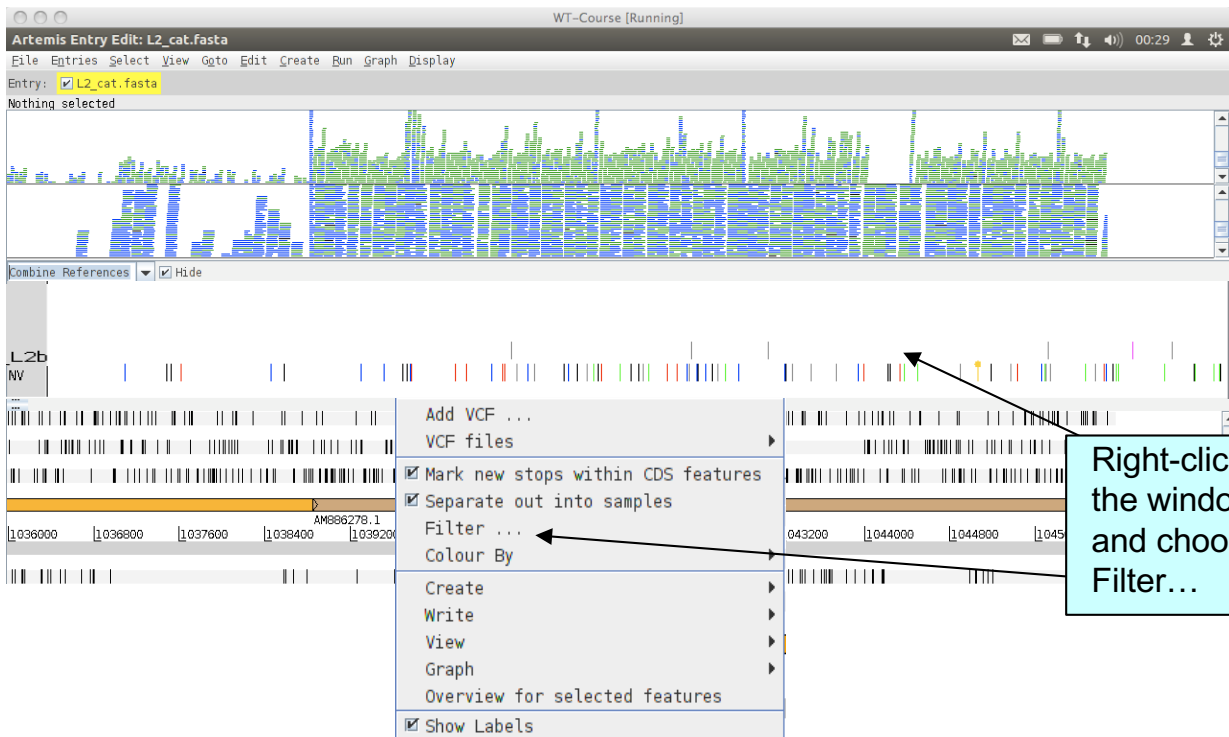 WT-Course [Running]
Artemis Entry Edit: L2_cat.fasta 00:29
File Entries Select View Goto Edit Create Run Graph Display
Entry: L2_cat.fasta
Nothing selected
Combine References Hide
_L2b
NV
Add VCF ...
VCF files
Mark new stops within CDS features
Separate out into samples
Filter ...
Colour By
Create
Write
View
Graph
Overview for selected features
Show Labels
AM886278.1
1036000 1036800 1037600 1038400 1039200 043200 1044000 1044800 1045
Right-clic
the windo
and choo
Filter…